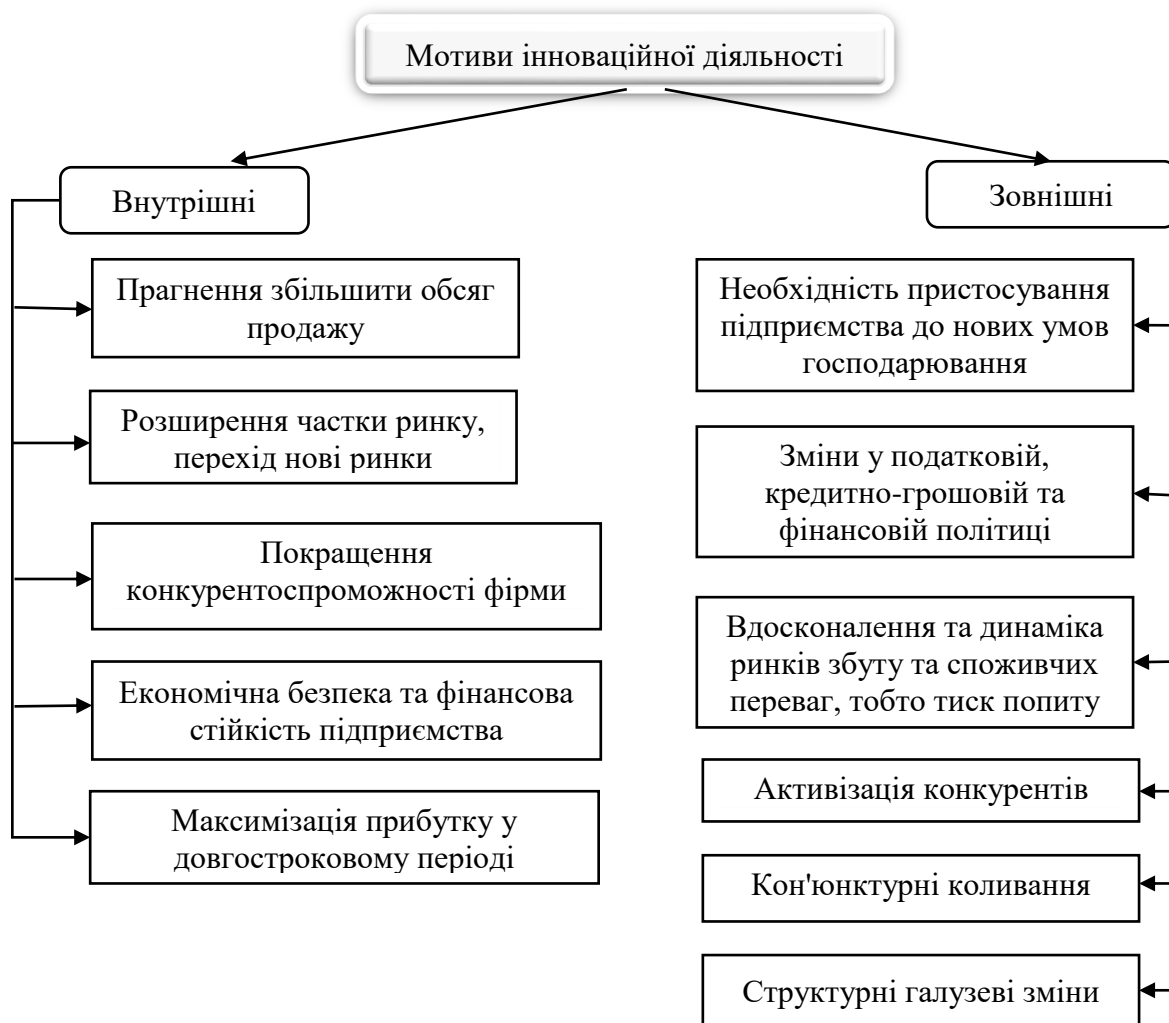 Мотиви інноваційної діяльності
Внутрішні
Прагнення збільшити обсяг
продажу
Розширення частки ринку,
перехід нові ринки
Покращення
конкурентоспроможності фірми
Економічна безпека та фінансова
стійкість підприємства
Максимізація прибутку у
довгостроковому періоді
Зовнішні
Необхідність пристосування
підприємства до нових умов
господарювання
Зміни у податковій,
кредитно-грошовій та
фінансовій політиці
Вдосконалення та динаміка
ринків збуту та споживчих
переваг, тобто тиск попиту
Активізація конкурентів
Кон'юнктурні коливання
Структурні галузеві зміни